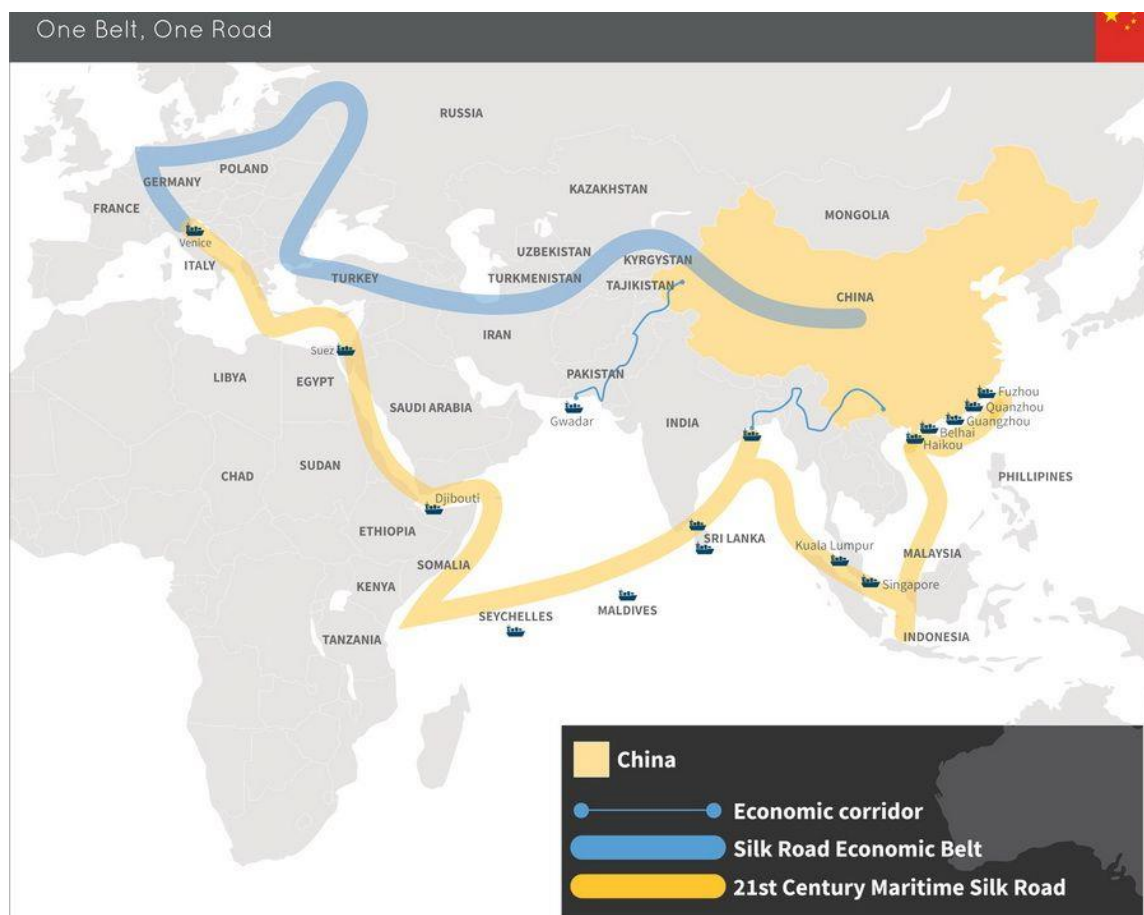 One Belt, One Road
RUSSIA
POLAND
GERMANY
KAZAKHSTAN
FRANCE
MONGOLIA
Venice
UZBEKISTAN
KYRGYSTAN
ITALY
TURKEY
TURKMENISTAN
TAJIKISTAN
CHINA
IRAN
Suez
PAKISTAN
LIBYA
EGYPT
Fuzhou
SAUDI ARABIA
Quanzhou
Gwadar
INDIA
Guangzhou
Belhai
Haikou
SUDAN
CHAD
PHILLIPINES
Djibouti
ETHIOPIA
SRI LANKA
Kuala Lumpur
MALAYSIA
SOMALIA
Singapore
KENYA
MALDIVES
SEYCHELLES
TANZANIA
INDONESIA
China
Economic corridor
Silk Road Economic Belt
21st Century Maritime Silk Road